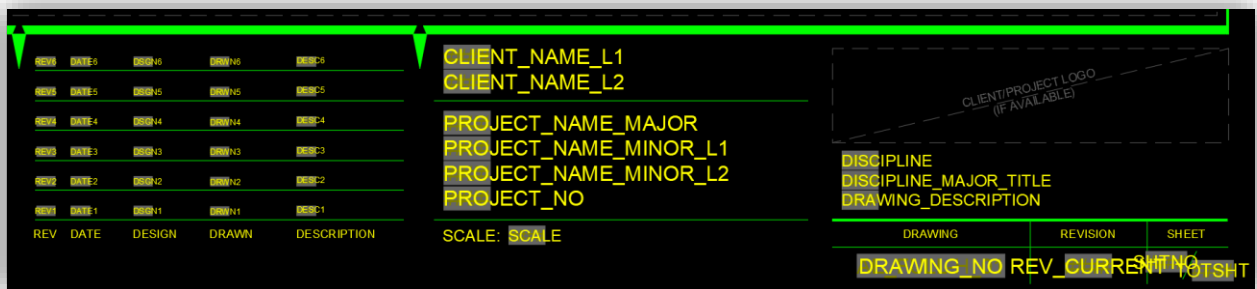 REV6 DATE6 DSGN6 DRWN6 DESC6
REV5 DATE5 DSGN5 DRWN5 DESC5
REV4 DATE4 DSGN4 DRWN4 DESC4
REV3 DATE3 DSGN3 DRWN3 DESC3
REV2 DATE2 DSGN2 DRWN2 DESC2
REV1 DATE1 DSGN1 DRWN1 DESC1
REV DATE DESIGN DRAWN DESCRIPTION
CLIENT_NAME_L1
CLIENT_NAME_L2
PROJECT_NAME_MAJOR
PROJECT_NAME_MINOR_L1
PROJECT_NAME_MINOR_L2
PROJECT_NO
SCALE: SCALE
CLIENT/PROJECT LOGO
(IF AVAILABLE)
DISCIPLINE
DISCIPLINE_MAJOR_TITLE
DRAWING_DESCRIPTION
DRAWING REVISION SHEET
DRAWING_NO REV_CURRENT SHTNO/TOTSHT